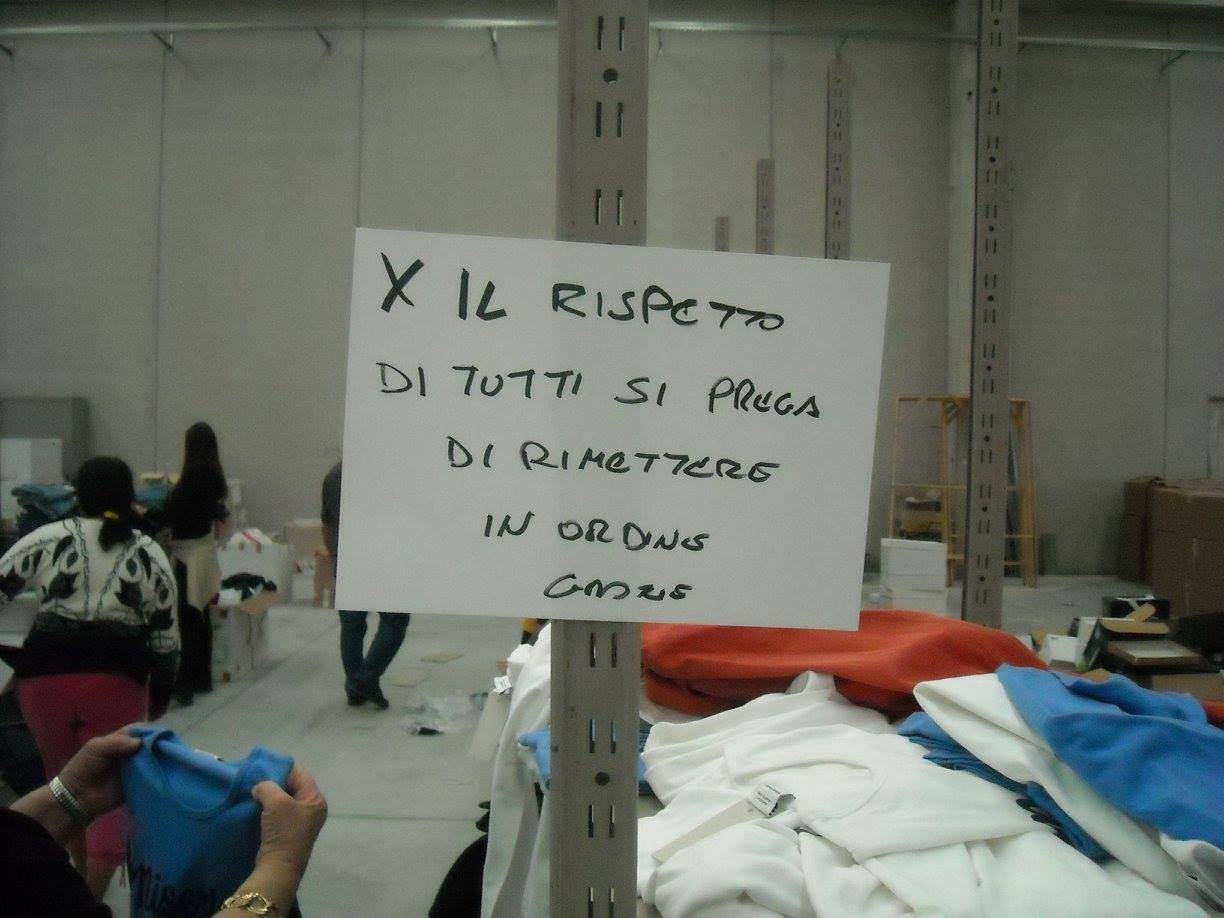 X IL RISPETTO
DI TUTTI SI PREGA
DI RIMETTERE
IN ORDINE
GRAZIE